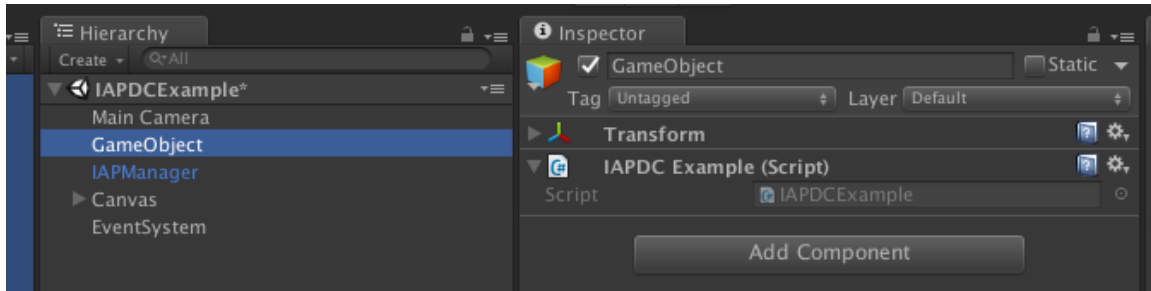 Hierarchy
Create All
IAPDCExample*
Main Camera
GameObject
IAPManager
Canvas
EventSystem
Inspector
GameObject Static
Tag Untagged Layer Default
Transform
IAPDC Example (Script)
Script IAPDCExample
Add Component